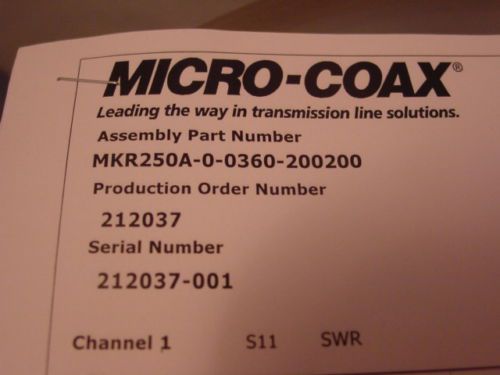 MICRO-COAX®
Leading the way in transmission line solutions.
Assembly Part Number
MKR250A-0-0360-200200
Production Order Number
212037
Serial Number
212037-001
Channel 1 S11 SWR